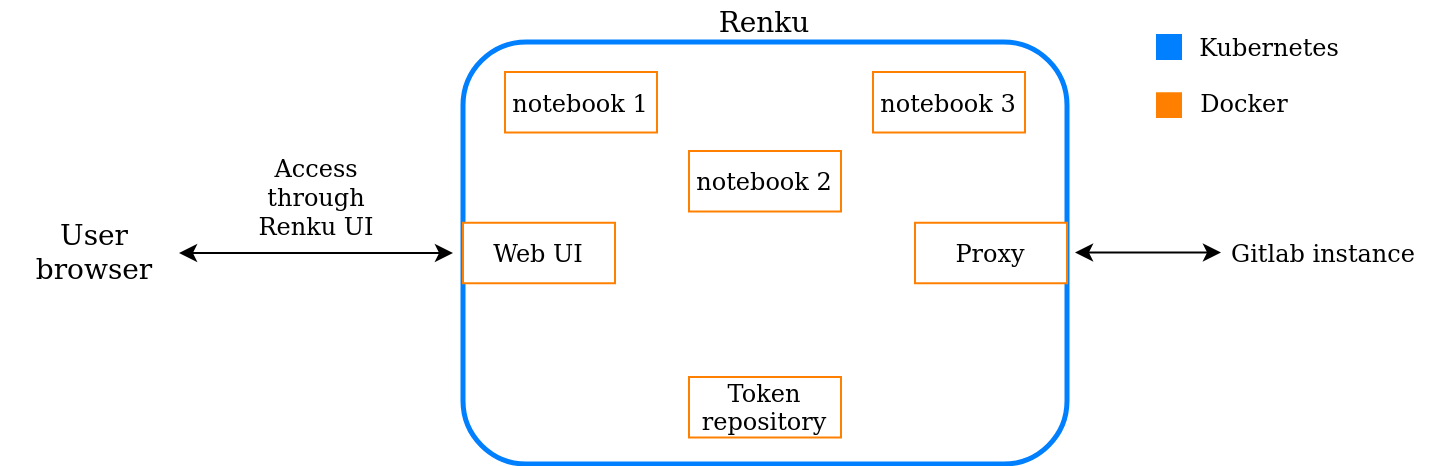 Renku
Kubernetes
Docker
notebook 1
notebook 3
notebook 2
Access
through
Renku UI
User
browser
Web UI
Proxy
Gitlab instance
Token
repository